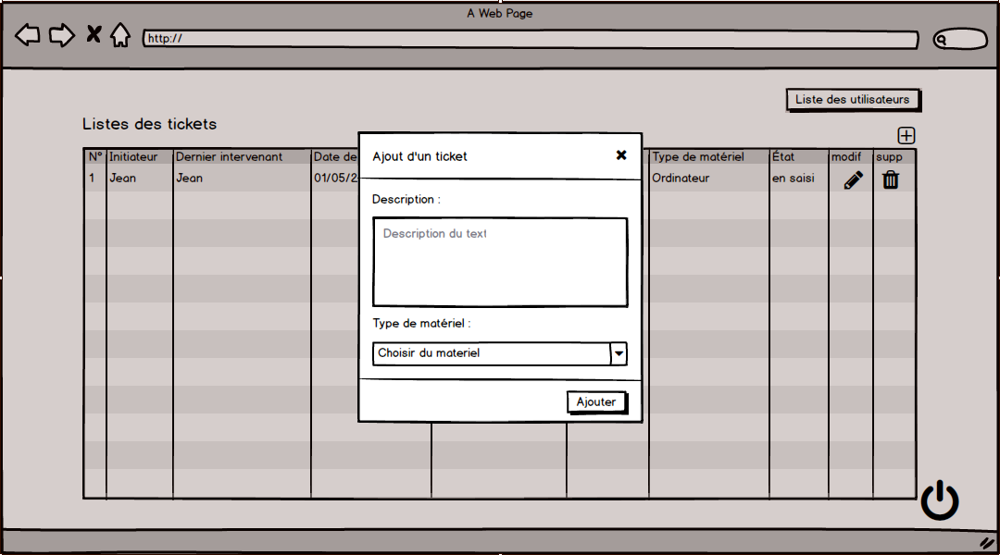 A Web Page
http://
Liste des utilisateurs
Listes des tickets
N° Initiateur Dernier intervenant Date de Type de matériel État modif supp
1 Jean Jean 01/05/2 Ordinateur en saisi
Ajout d'un ticket
Description :
Description du text
Type de matériel :
Choisir du materiel
Ajouter